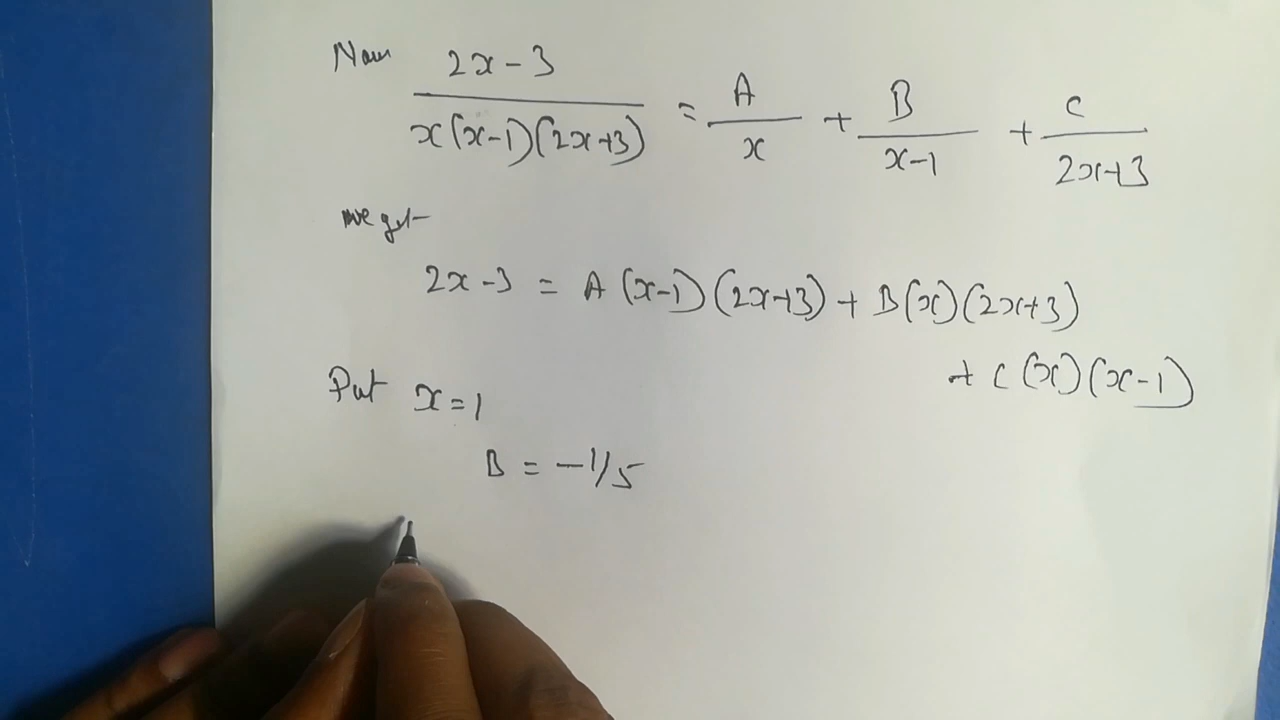 Now 2x-3 / x(x-1)(2x+3) = A/x + B/x-1 + C/2x+3
we get
2x-3 = A(x-1)(2x+3) + B(x)(2x+3)
+ C(x)(x-1)
Put x=1
B = -1/5